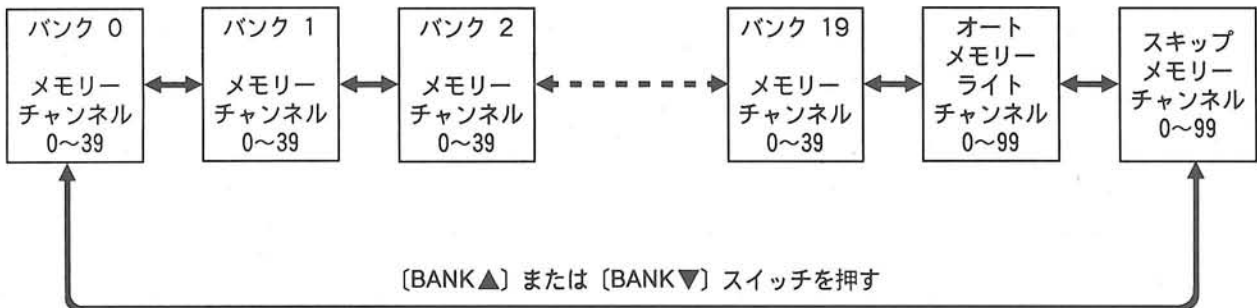 バンク 0
メモリー
チャンネル
0〜39
バンク 1
メモリー
チャンネル
0〜39
バンク 2
メモリー
チャンネル
0〜39
バンク 19
メモリー
チャンネル
0〜39
オート
メモリー
ライト
チャンネル
0〜99
スキップ
メモリー
チャンネル
0〜99
〔BANK▲〕または〔BANK▼〕スイッチを押す